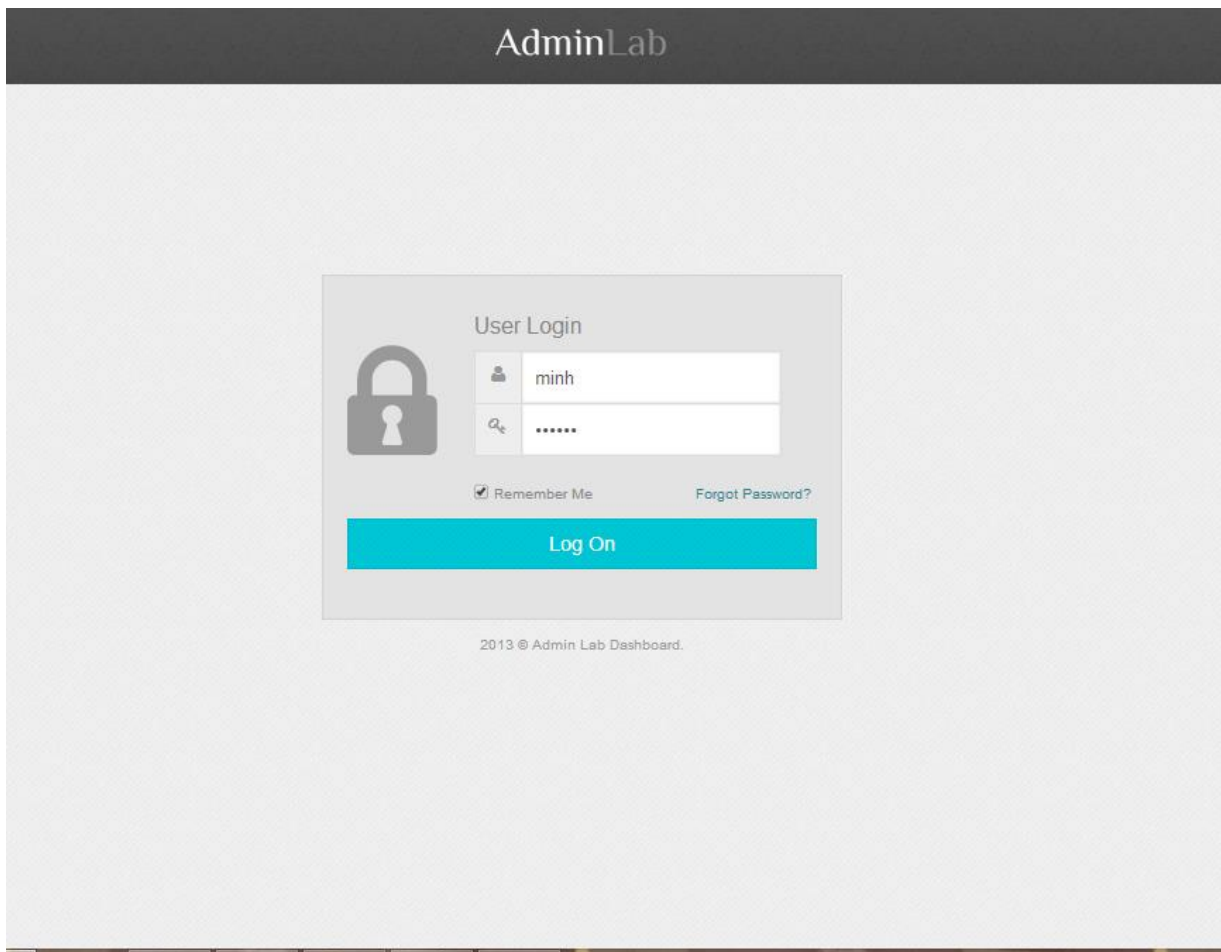 AdminLab
User Login
minh
••••••
Remember Me
Forgot Password?
Log On
2013 © Admin Lab Dashboard.